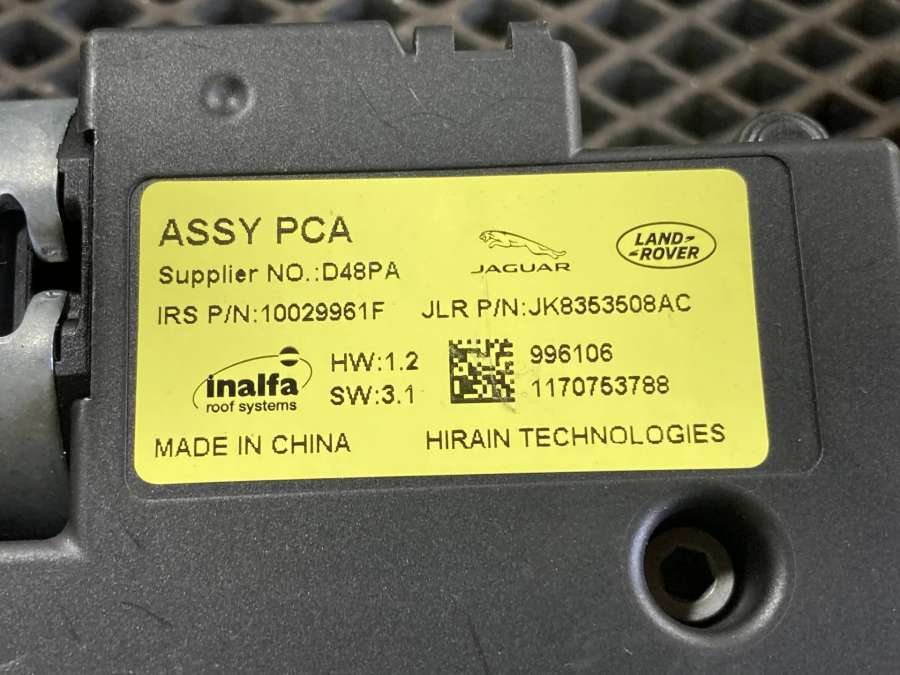 ASSY PCA
Supplier NO.:D48PA
JAGUAR
LAND-
-ROVER
IRS P/N:10029961F
JLR P/N:JK8353508AC
inalfa
roof systems
HW:1.2
SW:3.1
996106
1170753788
MADE IN CHINA
HIRAIN TECHNOLOGIES